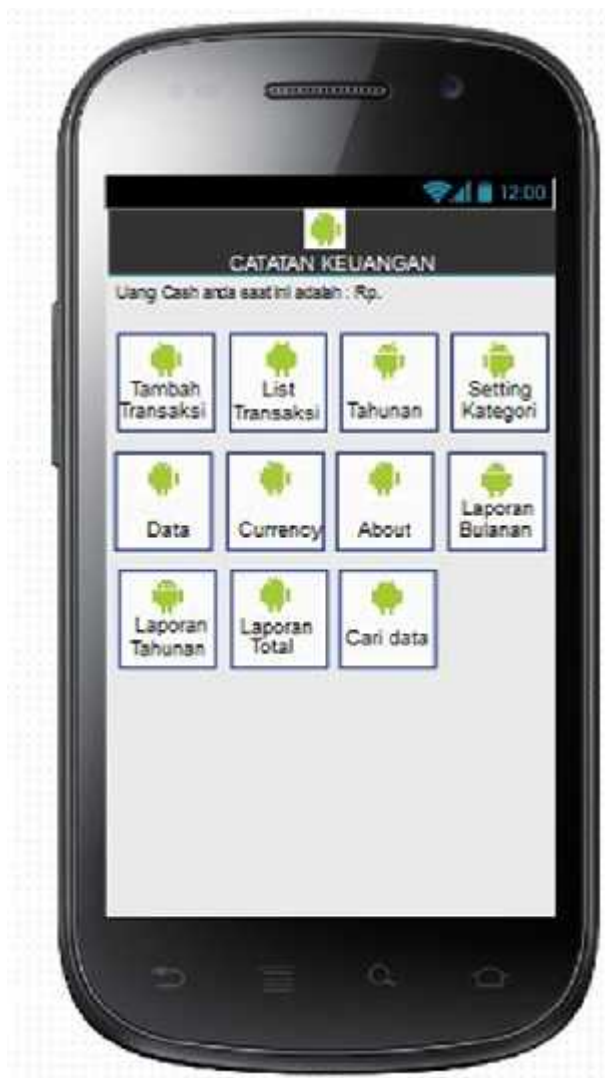 12:00
CATATAN KEUANGAN
Uang Cash anda saat ini adalah : Rp.
Tambah
Transaksi
List
Transaksi
Tahunan
Setting
Kategori
Data
Currency
About
Laporan
Bulanan
Laporan
Tahunan
Laporan
Total
Cari data